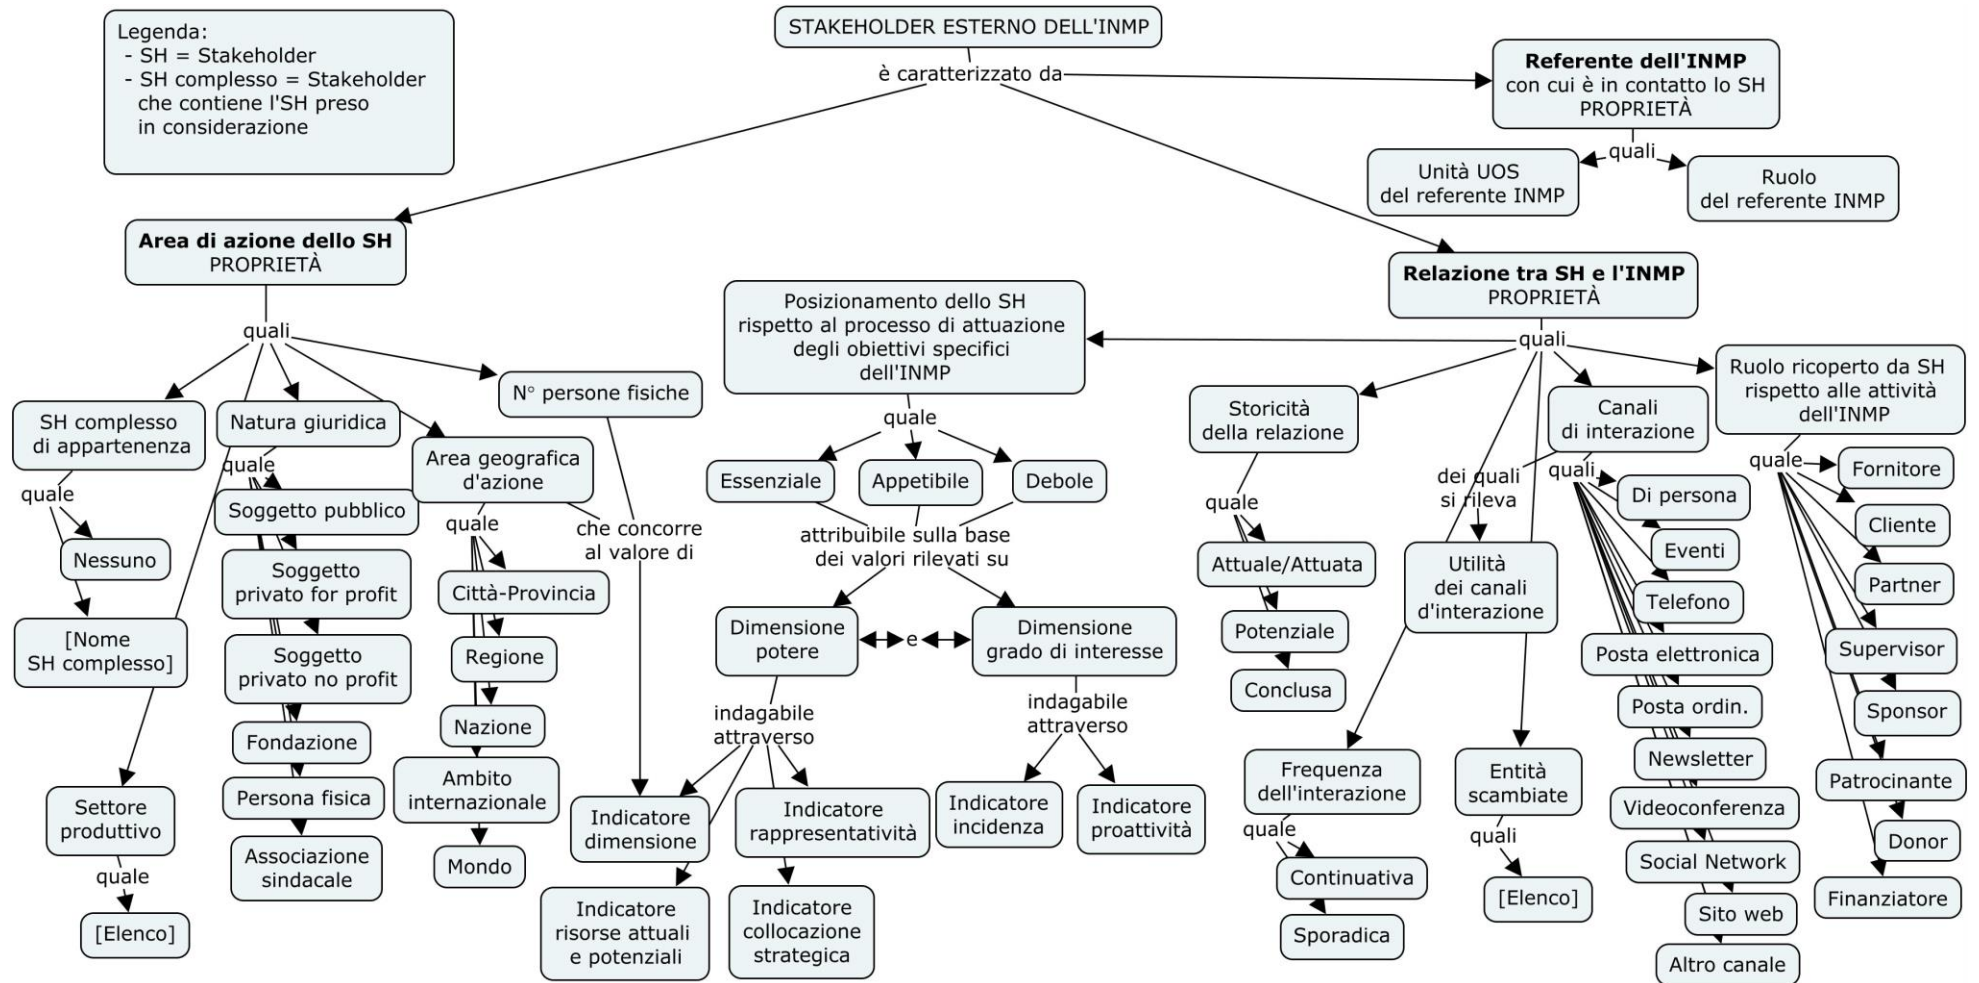 Legenda:
- SH = Stakeholder
- SH complesso = Stakeholder
che contiene l'SH preso
in considerazione
STAKEHOLDER ESTERNO DELL'INMP
è caratterizzato da
Referente dell'INMP
con cui è in contatto lo SH
PROPRIETÀ
quali
Unità UOS
del referente INMP
Ruolo
del referente INMP
Area di azione dello SH
PROPRIETÀ
quali
SH complesso
di appartenenza
quale
Nessuno
[Nome
SH complesso]
Settore
produttivo
quale
[Elenco]
Natura giuridica
quale
Soggetto pubblico
Soggetto
privato for profit
Soggetto
privato no profit
Fondazione
Persona fisica
Associazione
sindacale
Area geografica
d'azione
quale
Città-Provincia
Regione
Nazione
Ambito
internazionale
Mondo
N° persone fisiche
che concorre
al valore di
Relazione tra SH e l'INMP
PROPRIETÀ
quali
Posizionamento dello SH
rispetto al processo di attuazione
degli obiettivi specifici
dell'INMP
quale
Essenziale
Appetibile
Debole
attribuibile sulla base
dei valori rilevati su
Dimensione
potere
e
Dimensione
grado di interesse
indagabile
attraverso
Indicatore
dimensione
Indicatore
rappresentatività
Indicatore
risorse attuali
e potenziali
Indicatore
collocazione
strategica
indagabile
attraverso
Indicatore
incidenza
Indicatore
proattività
Storicità
della relazione
quale
Attuale/Attuata
Potenziale
Conclusa
Frequenza
dell'interazione
quale
Continuativa
Sporadica
Entità
scambiate
quali
[Elenco]
Canali
di interazione
dei quali
si rileva
Utilità
dei canali
d'interazione
quali
Di persona
Eventi
Telefono
Posta elettronica
Posta ordin.
Newsletter
Videoconferenza
Social Network
Sito web
Altro canale
Ruolo ricoperto da SH
rispetto alle attività
dell'INMP
quale
Fornitore
Cliente
Partner
Supervisor
Sponsor
Patrocinante
Donor
Finanziatore